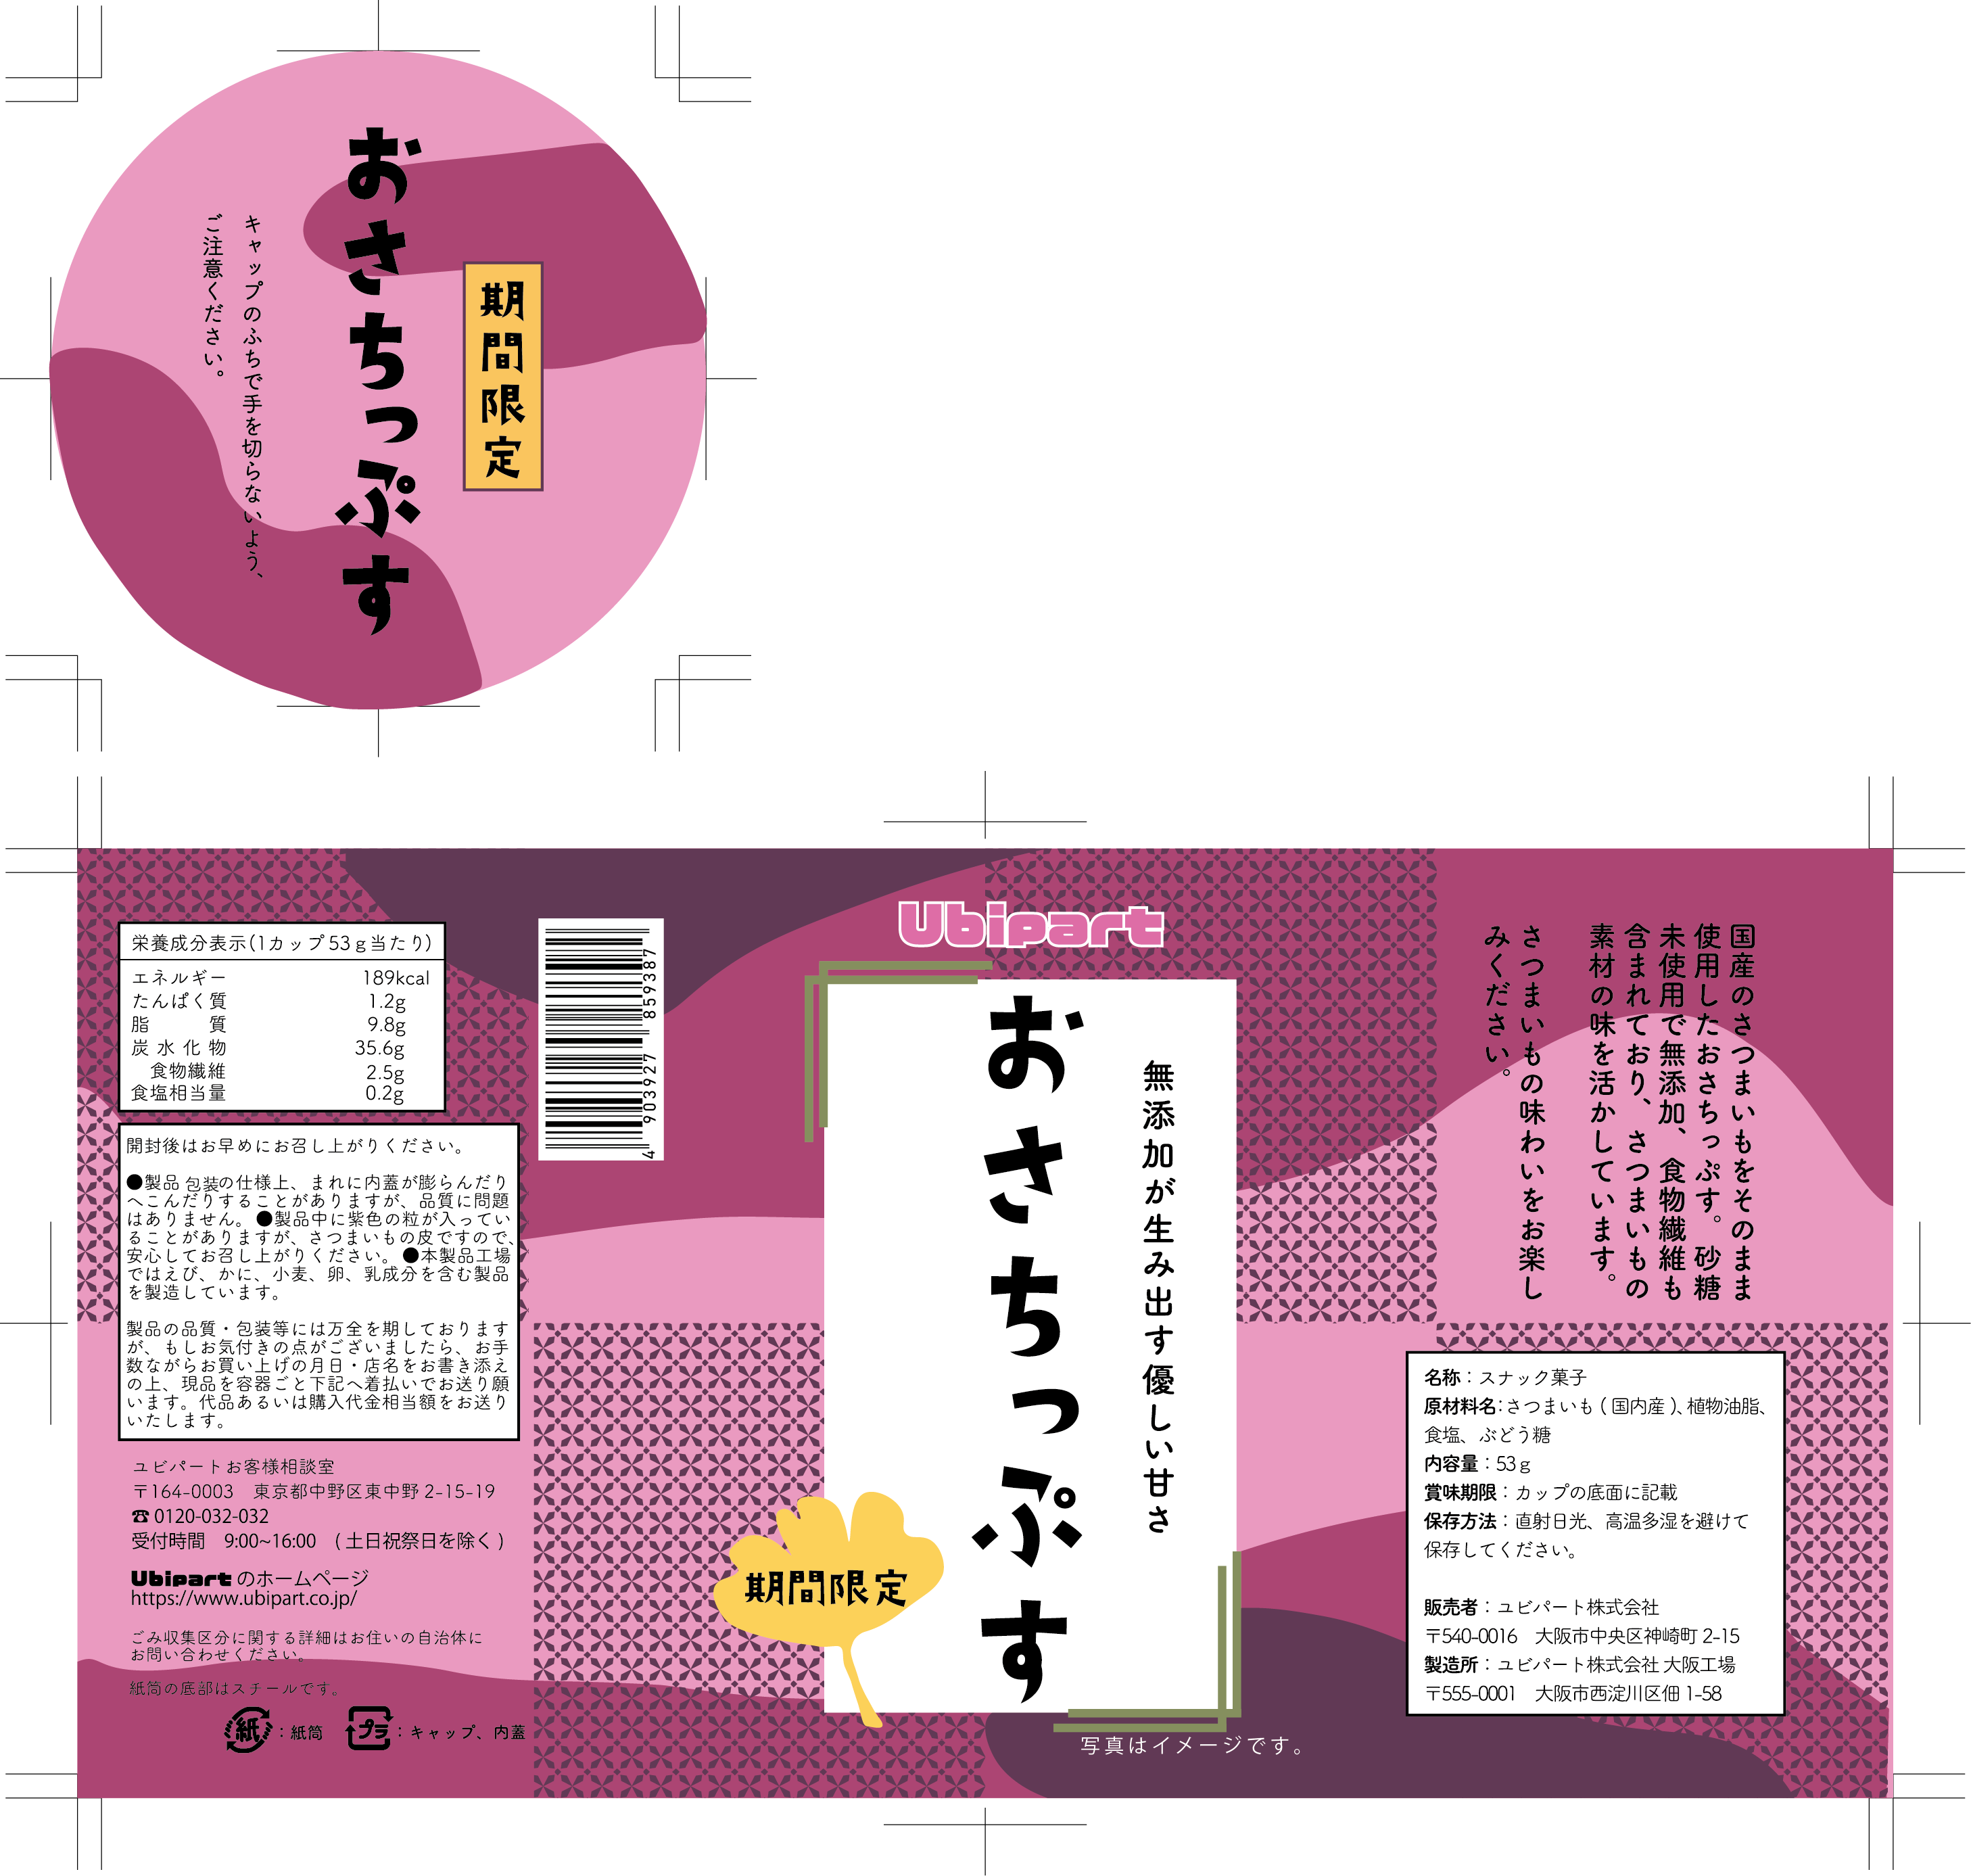 おさちっぷす
期間限定
キャップのふちで手を切らないよう、
ご注意ください。
栄養成分表示(1カップ53g当たり)
エネルギー 189kcal
たんぱく質 1.2g
脂質 9.8g
炭水化物 35.6g
食物繊維 2.5g
食塩相当量 0.2g
開封後はお早めにお召し上がりください。
●製品包装の仕様上、まれに内蓋が膨らんだり
へこんだりすることがありますが、品質に問題
はありません。●製品中に紫色の粒が入ってい
ることがありますが、さつまいもの皮ですので、
安心してお召し上がりください。●本製品工場
ではえび、かに、小麦、卵、乳成分を含む製品
を製造しています。
製品の品質・包装等には万全を期しております
が、もしお気付きの点がございましたら、お手
数ながらお買い上げの月日・店名をお書き添え
の上、現品を容器ごと下記へ着払いでお送り願
います。代品あるいは購入代金相当額をお送り
いたします。
ユビパートお客様相談室
〒164-0003 東京都中野区東中野2-15-19
☎0120-032-032
受付時間 9:00~16:00 (土日祝祭日を除く)
Ubipartのホームページ
https://www.ubipart.co.jp/
ごみ収集区分に関する詳細はお住いの自治体に
お問い合わせください。
紙筒の底部はスチールです。
紙：紙筒 プラ：キャップ、内蓋
4 903927 859387
Ubipart
無添加が生み出す優しい甘さ
おさちっぷす
期間限定
写真はイメージです。
国産のさつまいもをそのまま
使用したおさちっぷす。砂糖
未使用で無添加、食物繊維も
含まれており、さつまいもの
素材の味を活かしています。
さつまいもの味わいをお楽し
みください。
名称：スナック菓子
原材料名：さつまいも(国内産)、植物油脂、
食塩、ぶどう糖
内容量：53g
賞味期限：カップの底面に記載
保存方法：直射日光、高温多湿を避けて
保存してください。
販売者：ユビパート株式会社
〒540-0016 大阪市中央区神崎町2-15
製造所：ユビパート株式会社 大阪工場
〒555-0001 大阪市西淀川区佃1-58